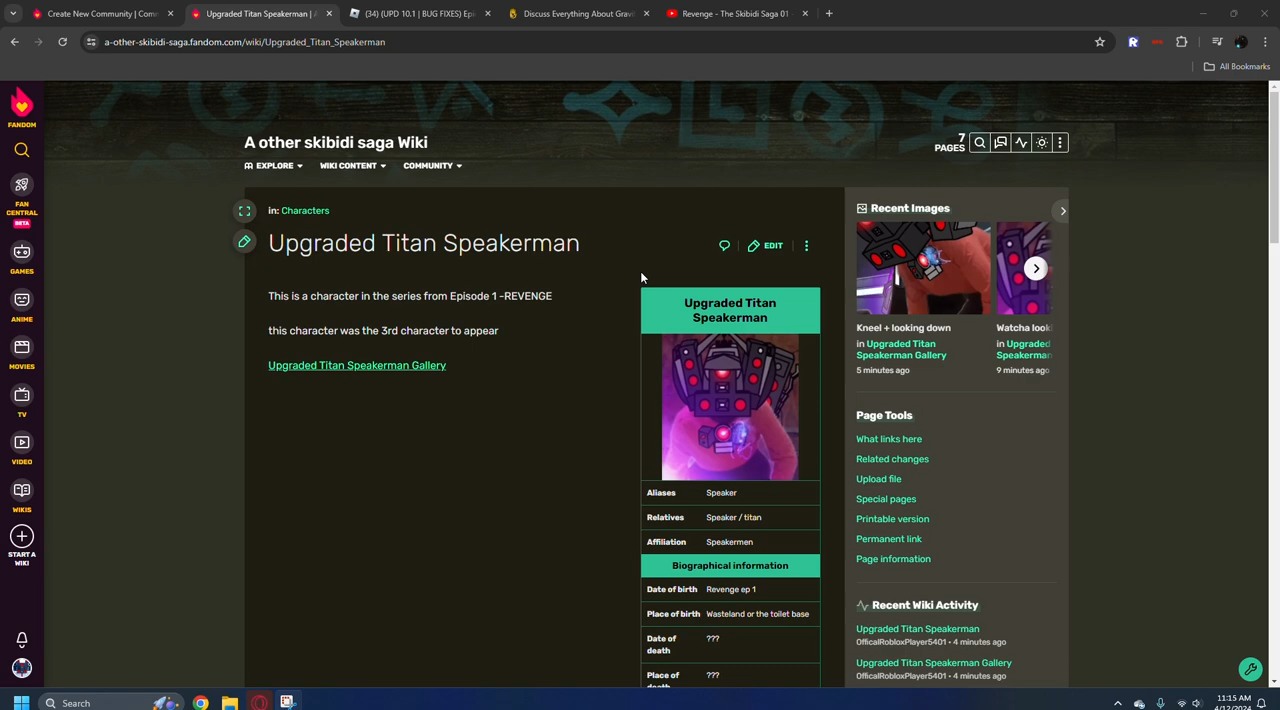 Create New Community | Com
Upgraded Titan Speakerman | A
(34) (UPD 10.1 | BUG FIXES) Epi
Discuss Everything About Gravi
Revenge - The Skibidi Saga 01 -
a-other-skibidi-saga.fandom.com/wiki/Upgraded_Titan_Speakerman
All Bookmarks
FANDOM
FAN CENTRAL
BETA
GAMES
ANIME
MOVIES
TV
VIDEO
WIKIS
START A WIKI
A other skibidi saga Wiki
EXPLORE
WIKI CONTENT
COMMUNITY
7
PAGES
in: Characters
Upgraded Titan Speakerman
EDIT
This is a character in the series from Episode 1 -REVENGE
this character was the 3rd character to appear
Upgraded Titan Speakerman Gallery
Upgraded Titan
Speakerman
Aliases Speaker
Relatives Speaker / titan
Affiliation Speakermen
Biographical information
Date of birth Revenge ep 1
Place of birth Wasteland or the toilet base
Date of death ???
Place of death ???
Recent Images
Kneel + looking down
in Upgraded Titan
Speakerman Gallery
5 minutes ago
Watcha look
in Upgraded
Speakerman
9 minutes ago
Page Tools
What links here
Related changes
Upload file
Special pages
Printable version
Permanent link
Page information
Recent Wiki Activity
Upgraded Titan Speakerman
OfficalRobloxPlayer5401 • 4 minutes ago
Upgraded Titan Speakerman Gallery
OfficalRobloxPlayer5401 • 4 minutes ago
Search
11:15 AM
4/12/2024